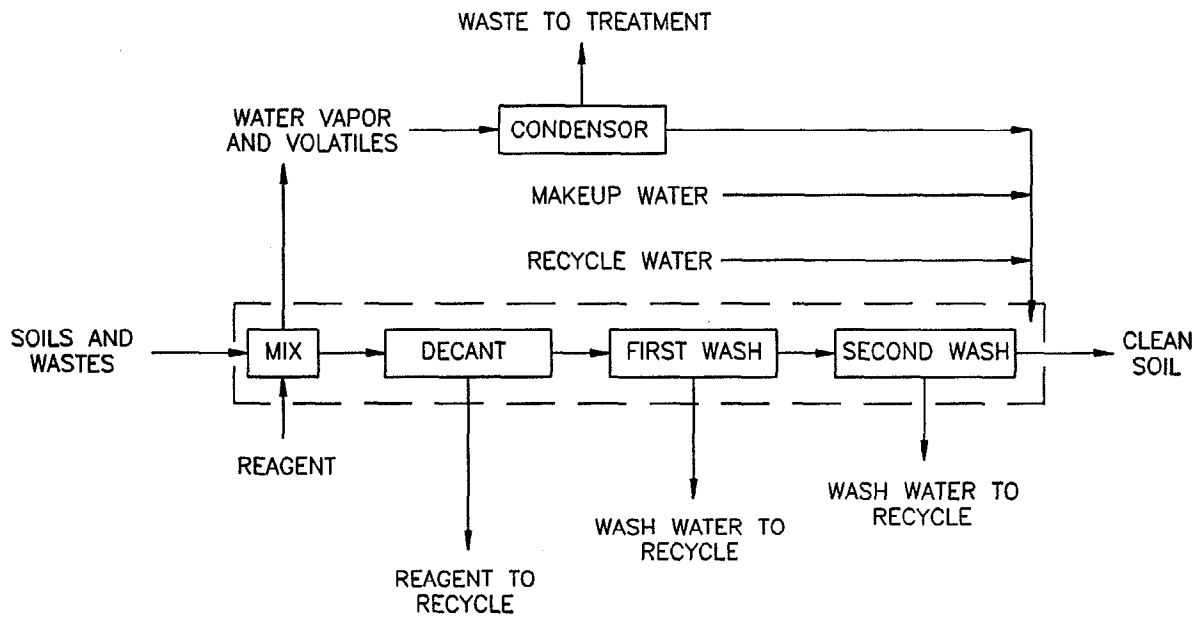 WASTE TO TREATMENT
WATER VAPOR
AND VOLATILES
CONDENSOR
MAKEUP WATER
RECYCLE WATER
SOILS AND
WASTES
MIX
DECANT
FIRST WASH
SECOND WASH
CLEAN
SOIL
REAGENT
WASH WATER TO
RECYCLE
WASH WATER TO
RECYCLE
REAGENT TO
RECYCLE